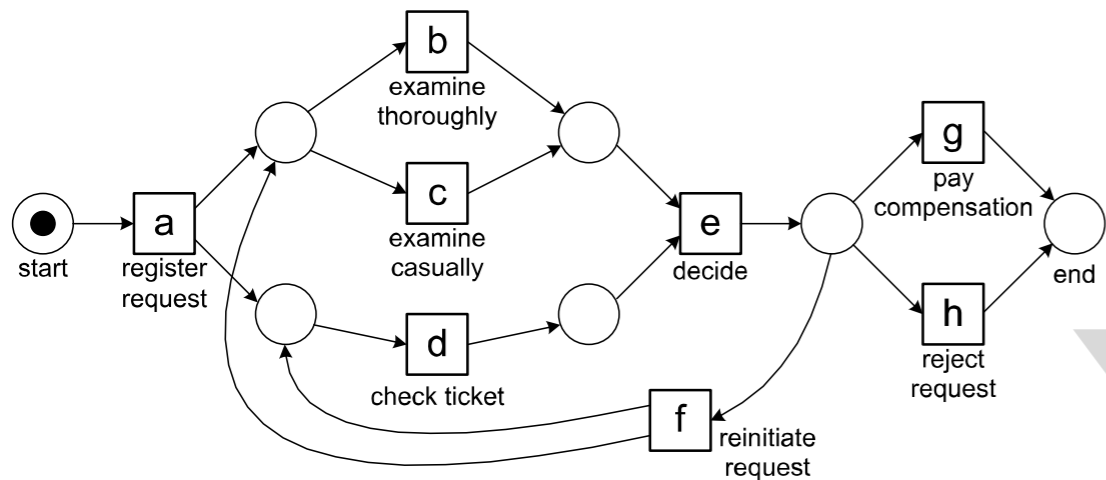 b
examine
thoroughly
g
pay
compensation
c
examine
casually
a
register
request
start
e
decide
end
d
check ticket
h
reject
request
f
reinitiate
request